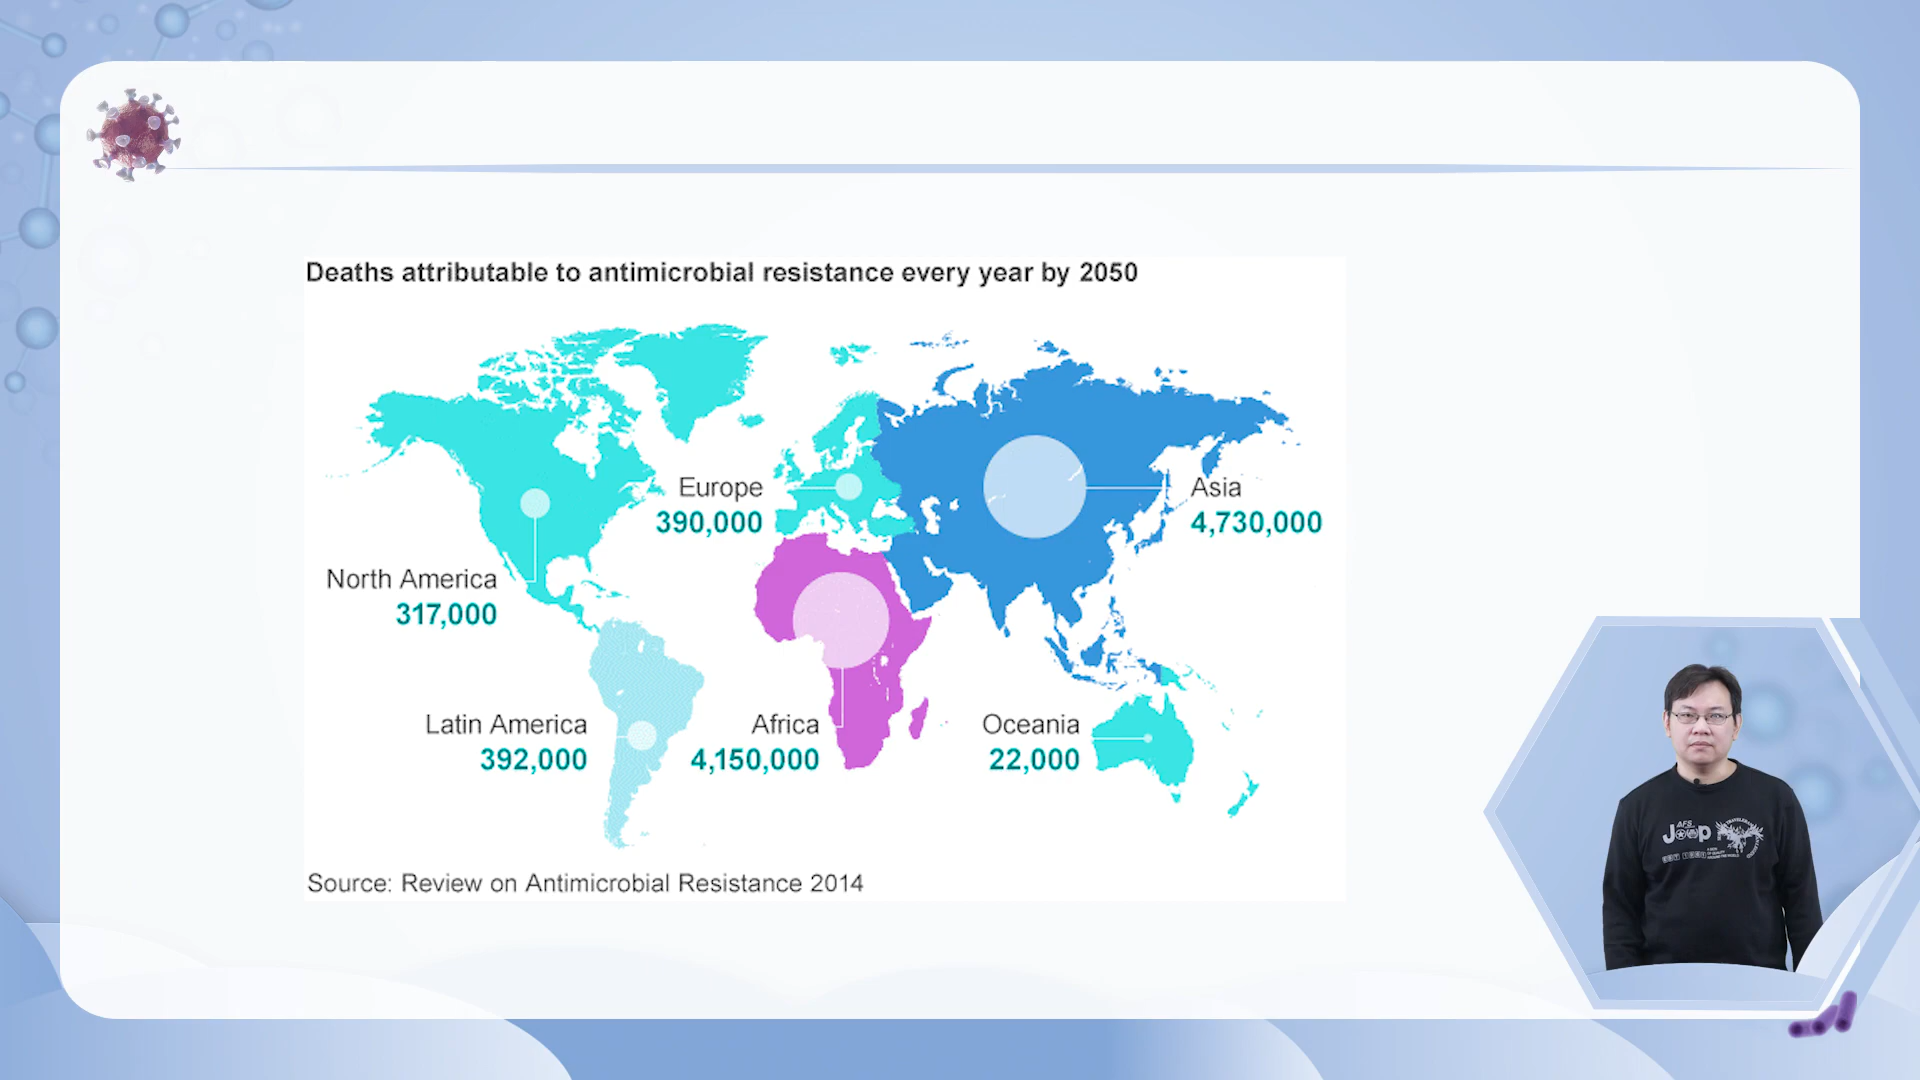 Deaths attributable to antimicrobial resistance every year by 2050
Europe
390,000
Asia
4,730,000
North America
317,000
Latin America
392,000
Africa
4,150,000
Oceania
22,000
Source: Review on Antimicrobial Resistance 2014
AFS